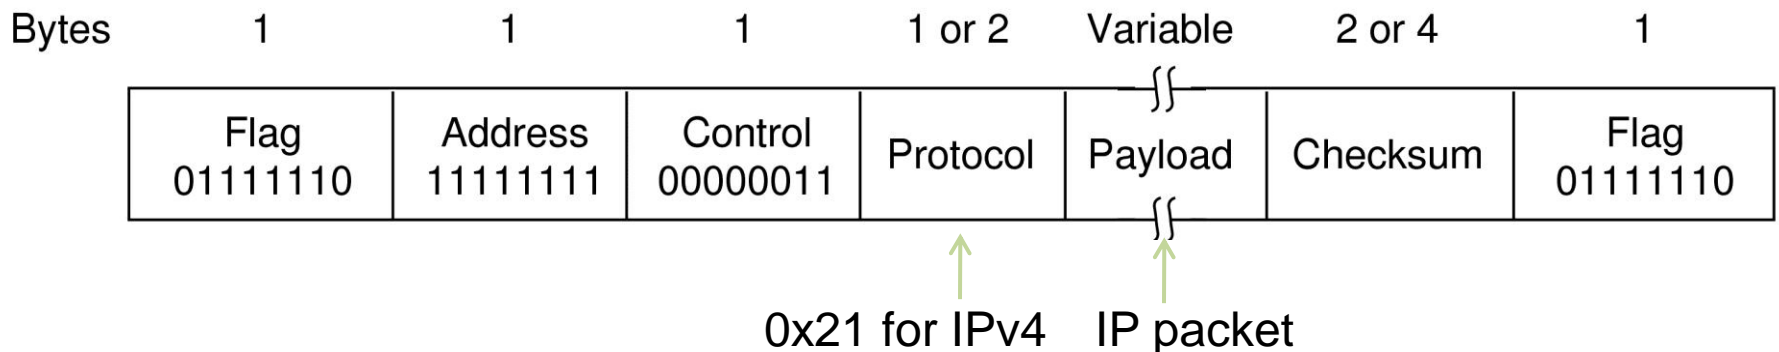 Bytes 1 1 1 1 or 2 Variable 2 or 4 1
Flag Address Control Protocol Payload Checksum Flag
01111110 11111111 00000011 01111110
0x21 for IPv4 IP packet